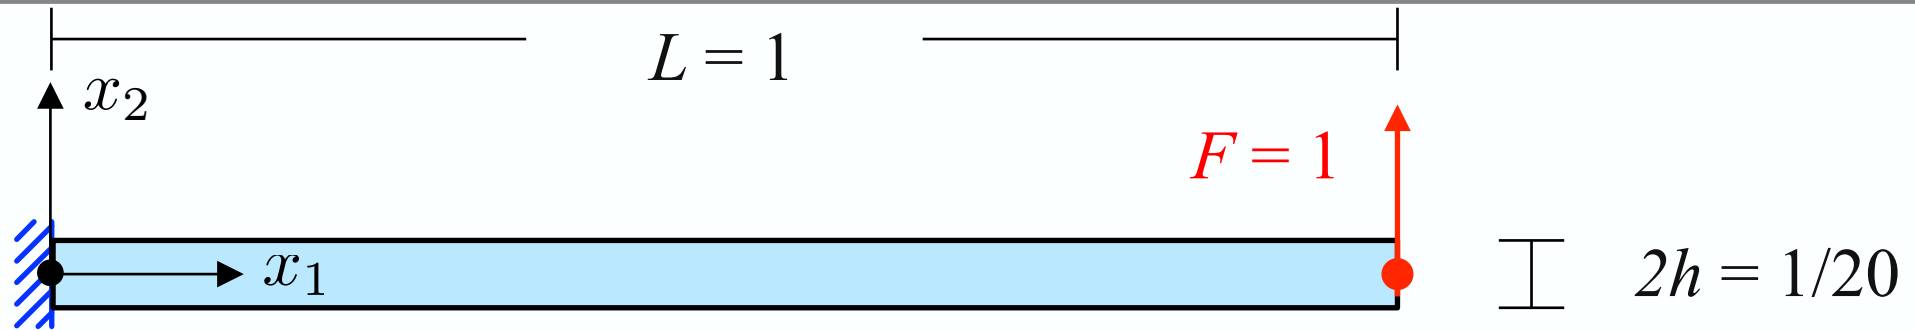 L = 1
x₂
F = 1
x₁
2h = 1/20